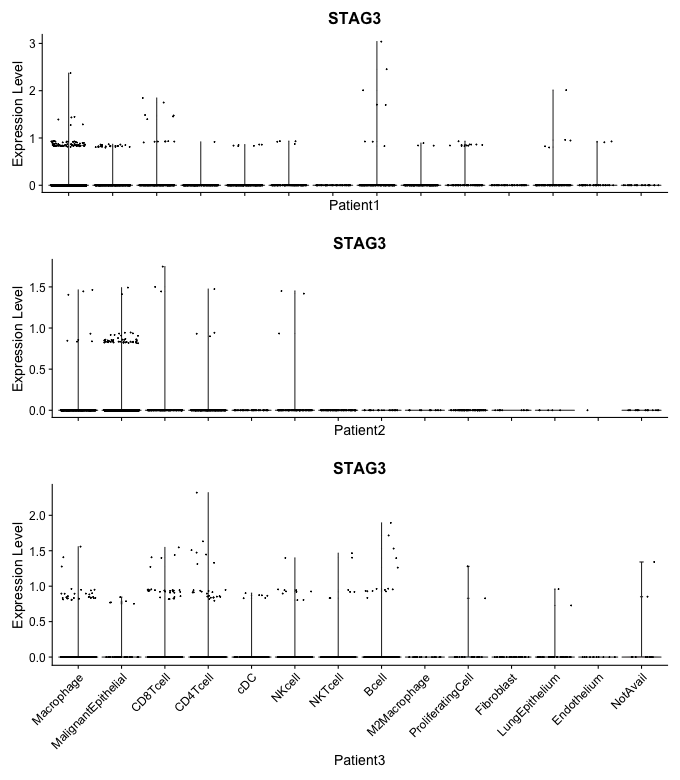 STAG3
Expression Level
3
2
1
0
Patient1
STAG3
Expression Level
1.5
1.0
0.5
0.0
Patient2
STAG3
Expression Level
2.0
1.5
1.0
0.5
0.0
Macrophage
MalignantEpithelial
CD8Tcell
CD4Tcell
cDC
NKcell
NKTcell
Bcell
M2Macrophage
ProliferatingCell
Fibroblast
LungEpithelium
Endothelium
NotAvail
Patient3